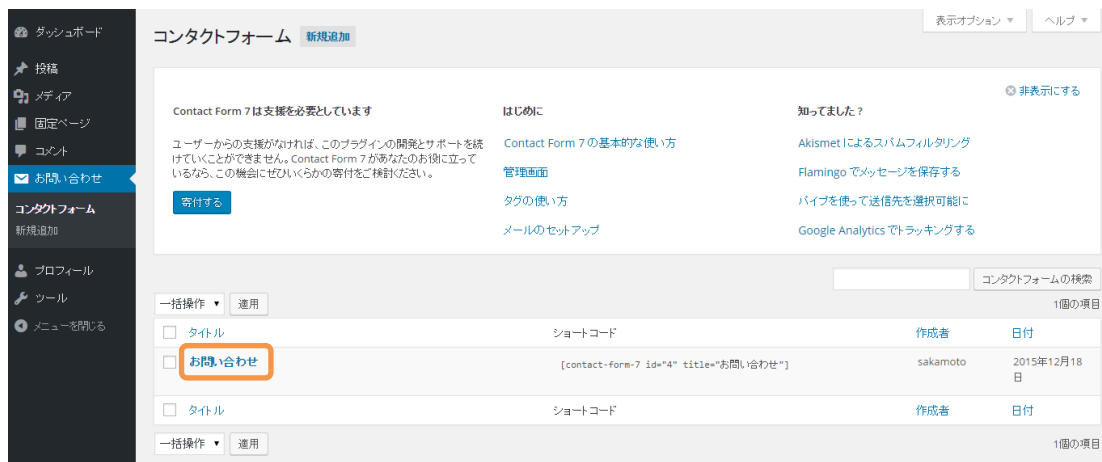 ダッシュボード
投稿
メディア
固定ページ
コメント
お問い合わせ
コンタクトフォーム
新規追加
プロフィール
ツール
メニューを閉じる
表示オプション ▼
ヘルプ ▼
コンタクトフォーム 新規追加
非表示にする
Contact Form 7は支援を必要としています
ユーザーからの支援がなければ、このプラグインの開発とサポートを続
けていくことができません。Contact Form 7 があなたのお役に立って
いるなら、この機会にぜひいくらかの寄付をご検討ください。
寄付する
はじめに
Contact Form 7 の基本的な使い方
管理画面
タグの使い方
メールのセットアップ
知ってました?
Akismet によるスパムフィルタリング
Flamingo でメッセージを保存する
パイプを使って送信先を選択可能に
Google Analytics でトラッキングする
コンタクトフォームの検索
一括操作 ▼ 適用
1個の項目
タイトル ショートコード 作成者 日付
お問い合わせ [contact-form-7 id="4" title="お問い合わせ"] sakamoto 2015年12月18
日
タイトル ショートコード 作成者 日付
一括操作 ▼ 適用
1個の項目